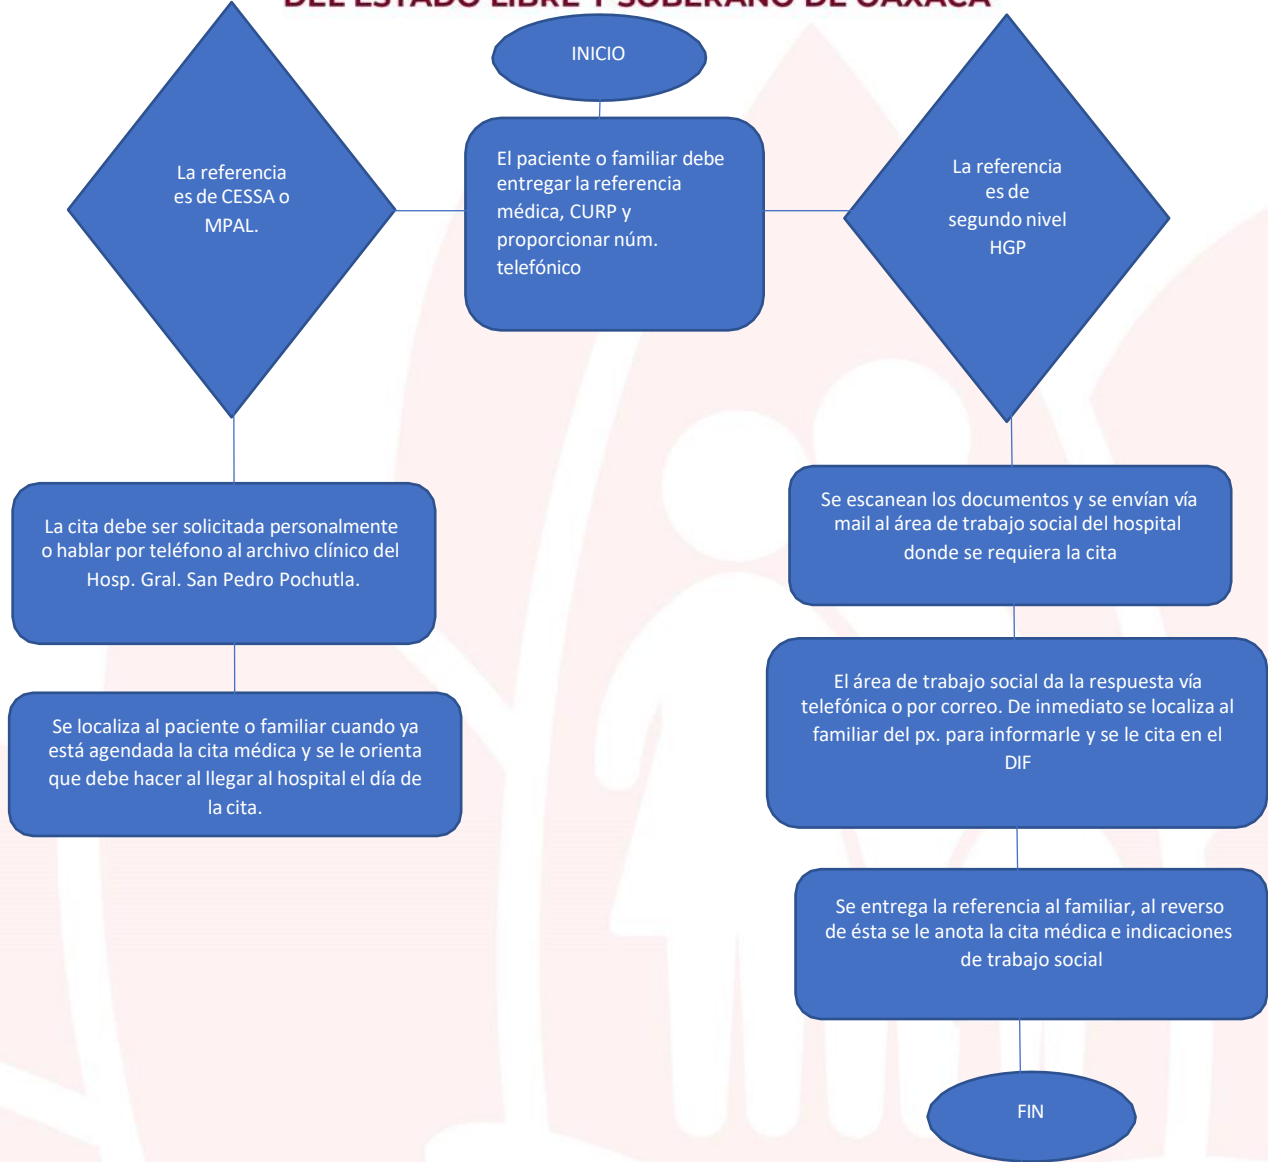 DEL ESTADO LIBRE Y SOBERANO DE OAXACA
INICIO
El paciente o familiar debe
entregar la referencia
médica, CURP y
proporcionar núm.
telefónico
La referencia
es de CESSA o
MPAL.
La cita debe ser solicitada personalmente
o hablar por teléfono al archivo clínico del
Hosp. Gral. San Pedro Pochutla.
Se localiza al paciente o familiar cuando ya
está agendada la cita médica y se le orienta
que debe hacer al llegar al hospital el día de
la cita.
La referencia
es de
segundo nivel
HGP
Se escanean los documentos y se envían vía
mail al área de trabajo social del hospital
donde se requiera la cita
El área de trabajo social da la respuesta vía
telefónica o por correo. De inmediato se localiza al
familiar del px. para informarle y se le cita en el
DIF
Se entrega la referencia al familiar, al reverso
de ésta se le anota la cita médica e indicaciones
de trabajo social
FIN